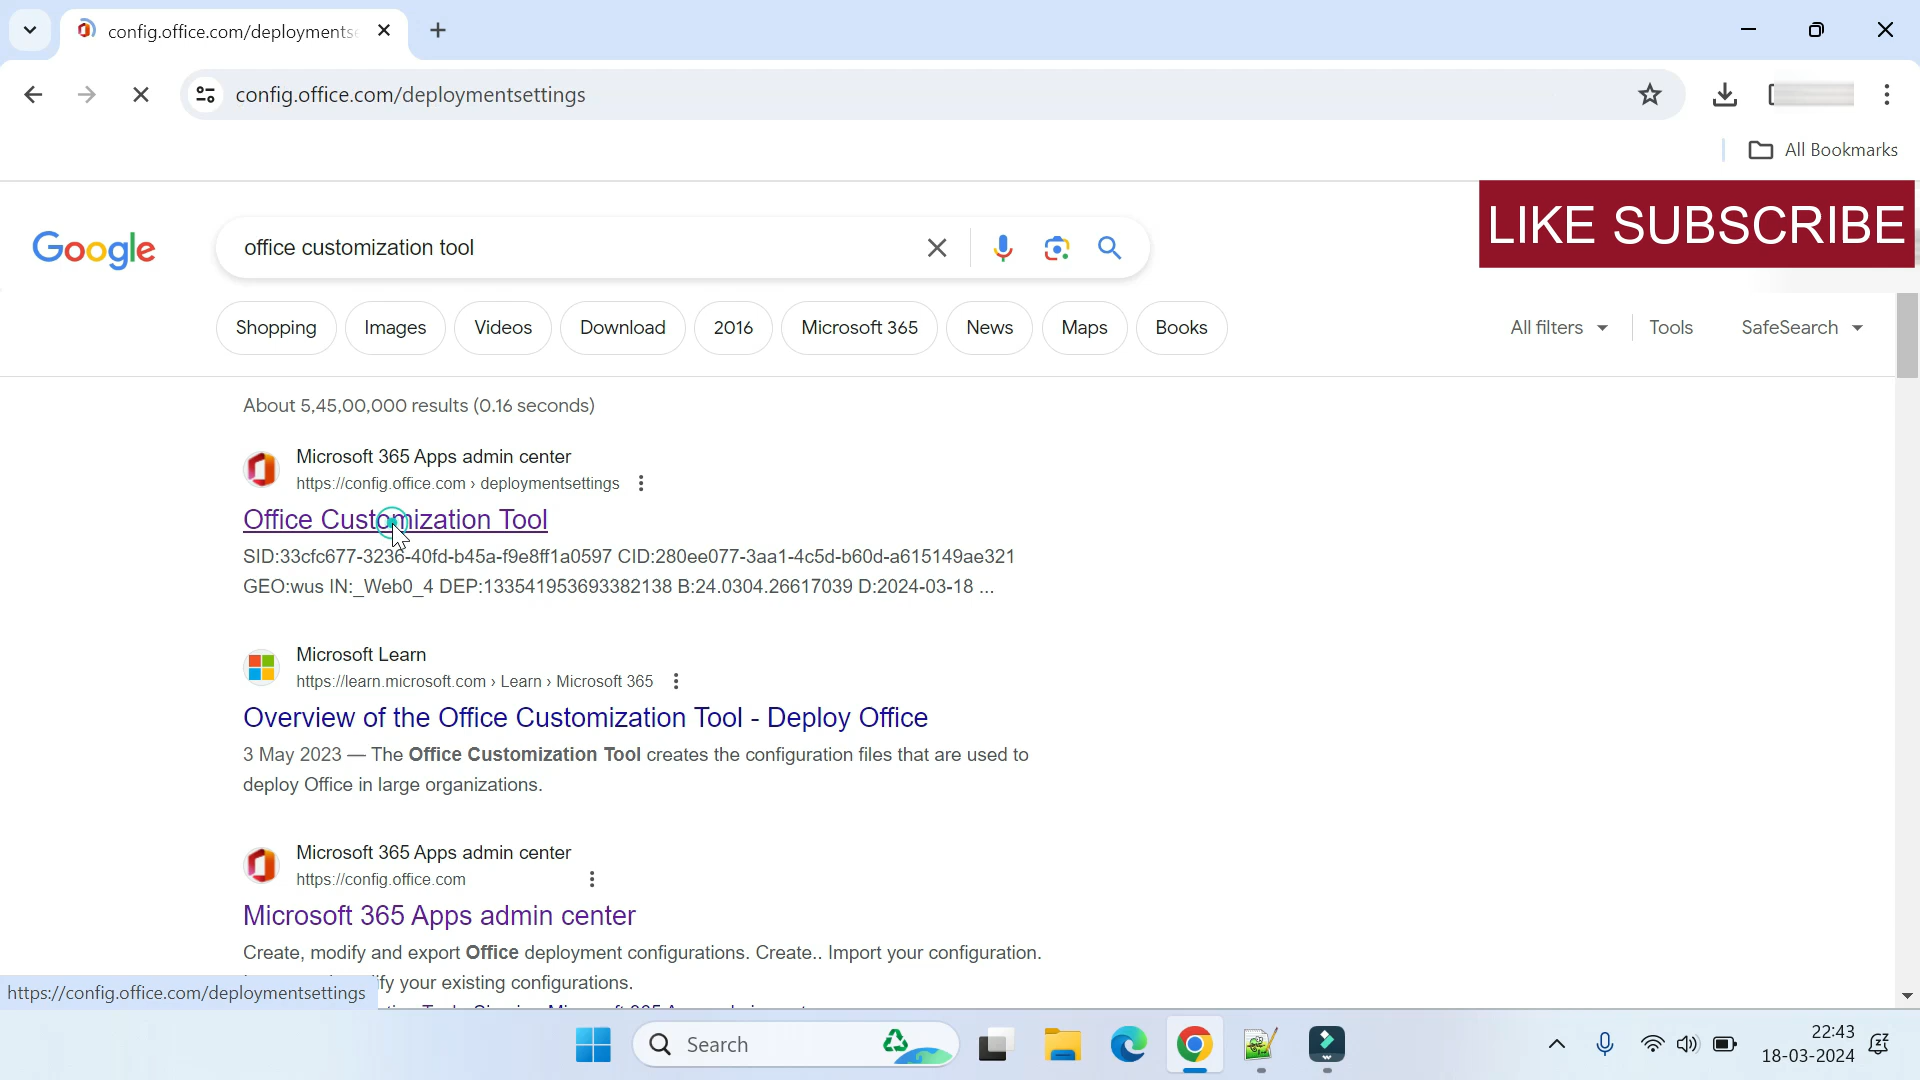 config.office.com/deployments
config.office.com/deploymentsettings
All Bookmarks
LIKE SUBSCRIBE
Google
office customization tool
Shopping
Images
Videos
Download
2016
Microsoft 365
News
Maps
Books
All filters
Tools
SafeSearch
About 5,45,00,000 results (0.16 seconds)
Microsoft 365 Apps admin center
https://config.office.com › deploymentsettings
Office Customization Tool
SID:33cfc677-3236-40fd-b45a-f9e8ff1a0597 CID:280ee077-3aa1-4c5d-b60d-a615149ae321
GEO:wus IN:_Web0_4 DEP:133541953693382138 B:24.0304.26617039 D:2024-03-18 ...
Microsoft Learn
https://learn.microsoft.com › Learn › Microsoft 365
Overview of the Office Customization Tool - Deploy Office
3 May 2023 — The Office Customization Tool creates the configuration files that are used to
deploy Office in large organizations.
Microsoft 365 Apps admin center
https://config.office.com
Microsoft 365 Apps admin center
Create, modify and export Office deployment configurations. Create.. Import your configuration.
ify your existing configurations.
https://config.office.com/deploymentsettings
Search
22:43
18-03-2024